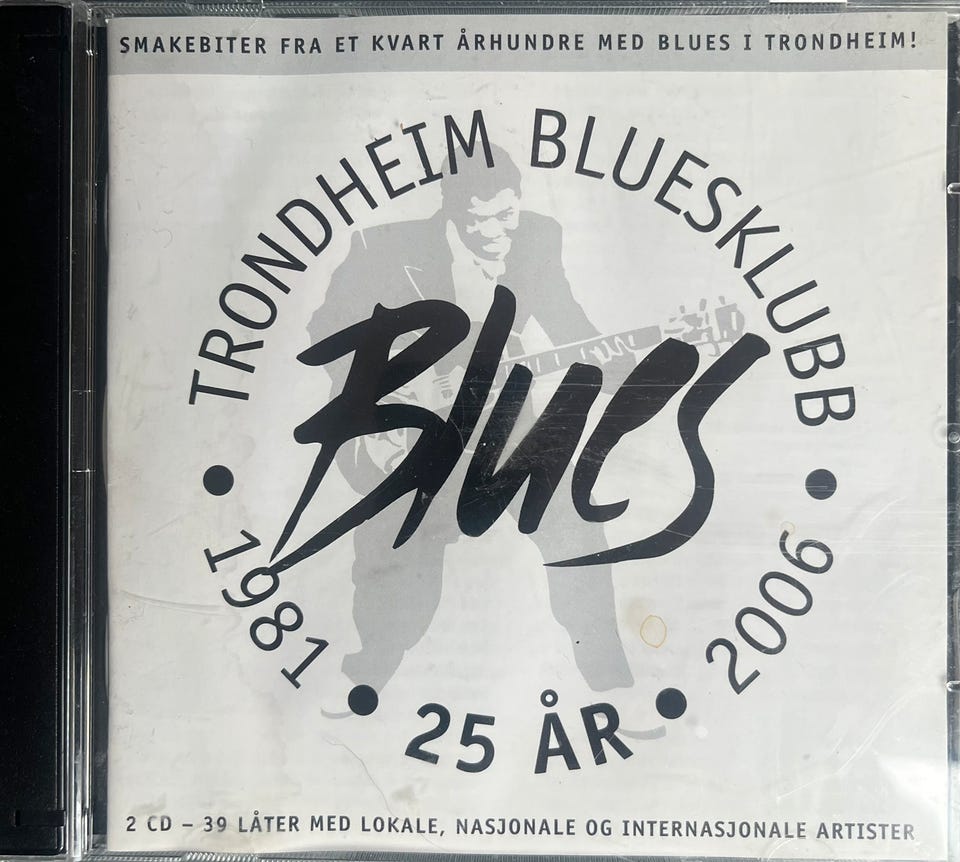 SMAKEBITER FRA ET KVART ÅRHUNDRE MED BLUES I TRONDHEIM!
TRONDHEIM BLUESKLUBB
Blues
1981 • 25 ÅR • 2006
2 CD – 39 LÅTER MED LOKALE, NASJONALE OG INTERNASJONALE ARTISTER